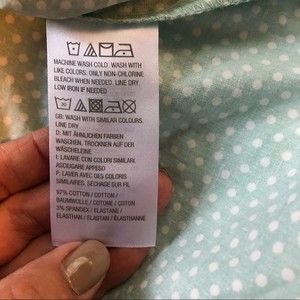 MACHINE WASH COLD. WASH WITH
LIKE COLORS. ONLY NON-CHLORINE
BLEACH WHEN NEEDED. LINE DRY.
LOW IRON IF NEEDED
GB: WASH WITH SIMILAR COLOURS.
LINE DRY
D: MIT ÄHNLICHEN FARBEN
WASCHEN, TROCKNEN AUF DER
WÄSCHELEINE
I: LAVARE CON COLORI SIMILARI.
ASCIUGARE APPESO
F: LAVER AVEC DES COLORIS
SIMILAIRES, SÉCHAGE SUR FIL
97% COTTON / COTTON /
BAUMWOLLE / COTONE / COTON
3% SPANDEX / ELASTANE /
ELASTHAN / ELASTAN / ÉLASTHANNE